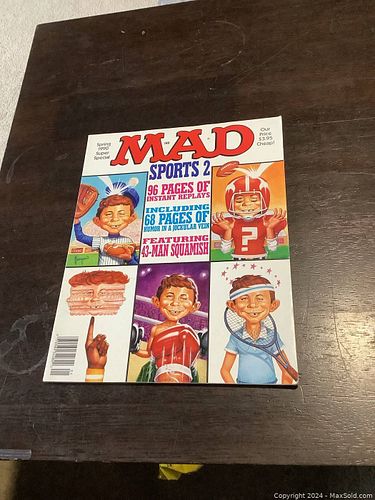 Spring
1990
Super
Special
MAD
Our
Price
$3.95
Cheap!
SPORTS 2
96 PAGES OF
INSTANT REPLAYS
INCLUDING
68 PAGES OF
HUMOR IN A JUCKULAR VEIN
FEATURING
43-MAN SQUAMISH
?
Copyright 2024 - MaxSold.com